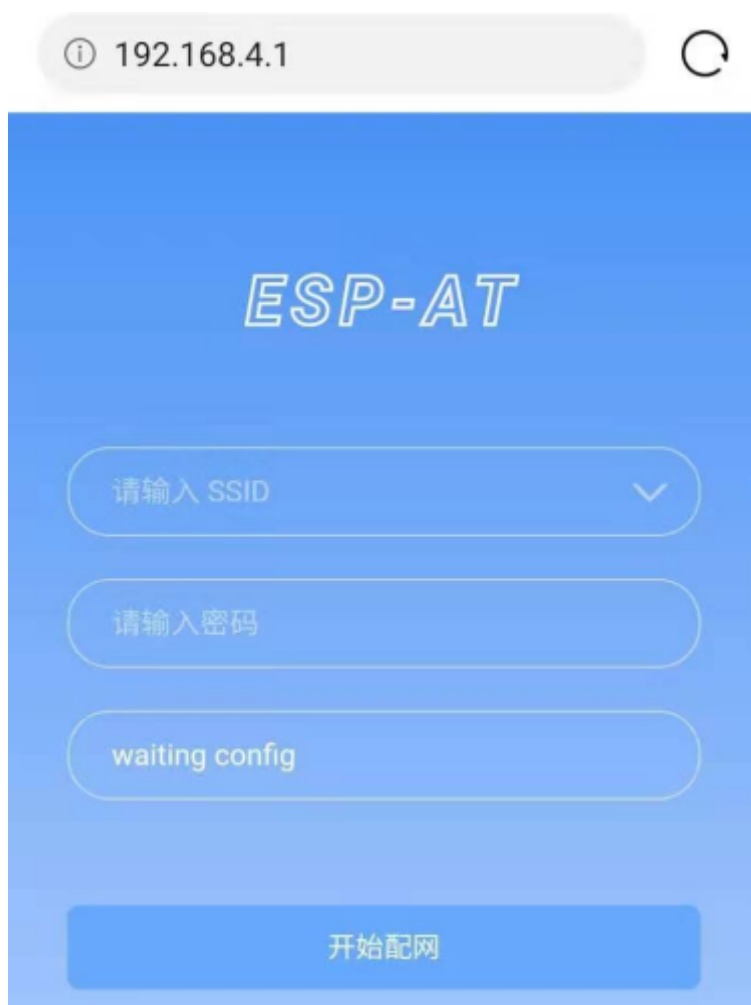 192.168.4.1
ESP-AT
请输入 SSID
请输入密码
waiting config
开始配网